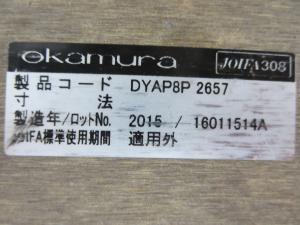 okamura JOIFA308
製品コード DYAP8P 2657
寸法
製造年/ロットNo. 2015 / 16011514A
JOIFA標準使用期間 適用外